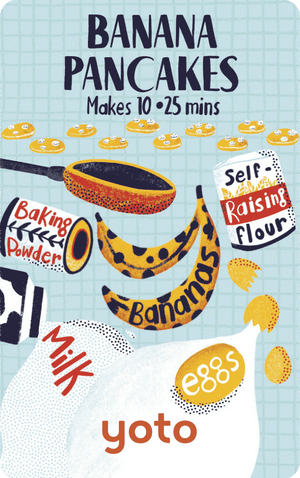 BANANA
PANCAKES
Makes 10 • 25 mins
Self-
Raising
flour
Baking
Powder
Bananas
Milk
eggs
yoto